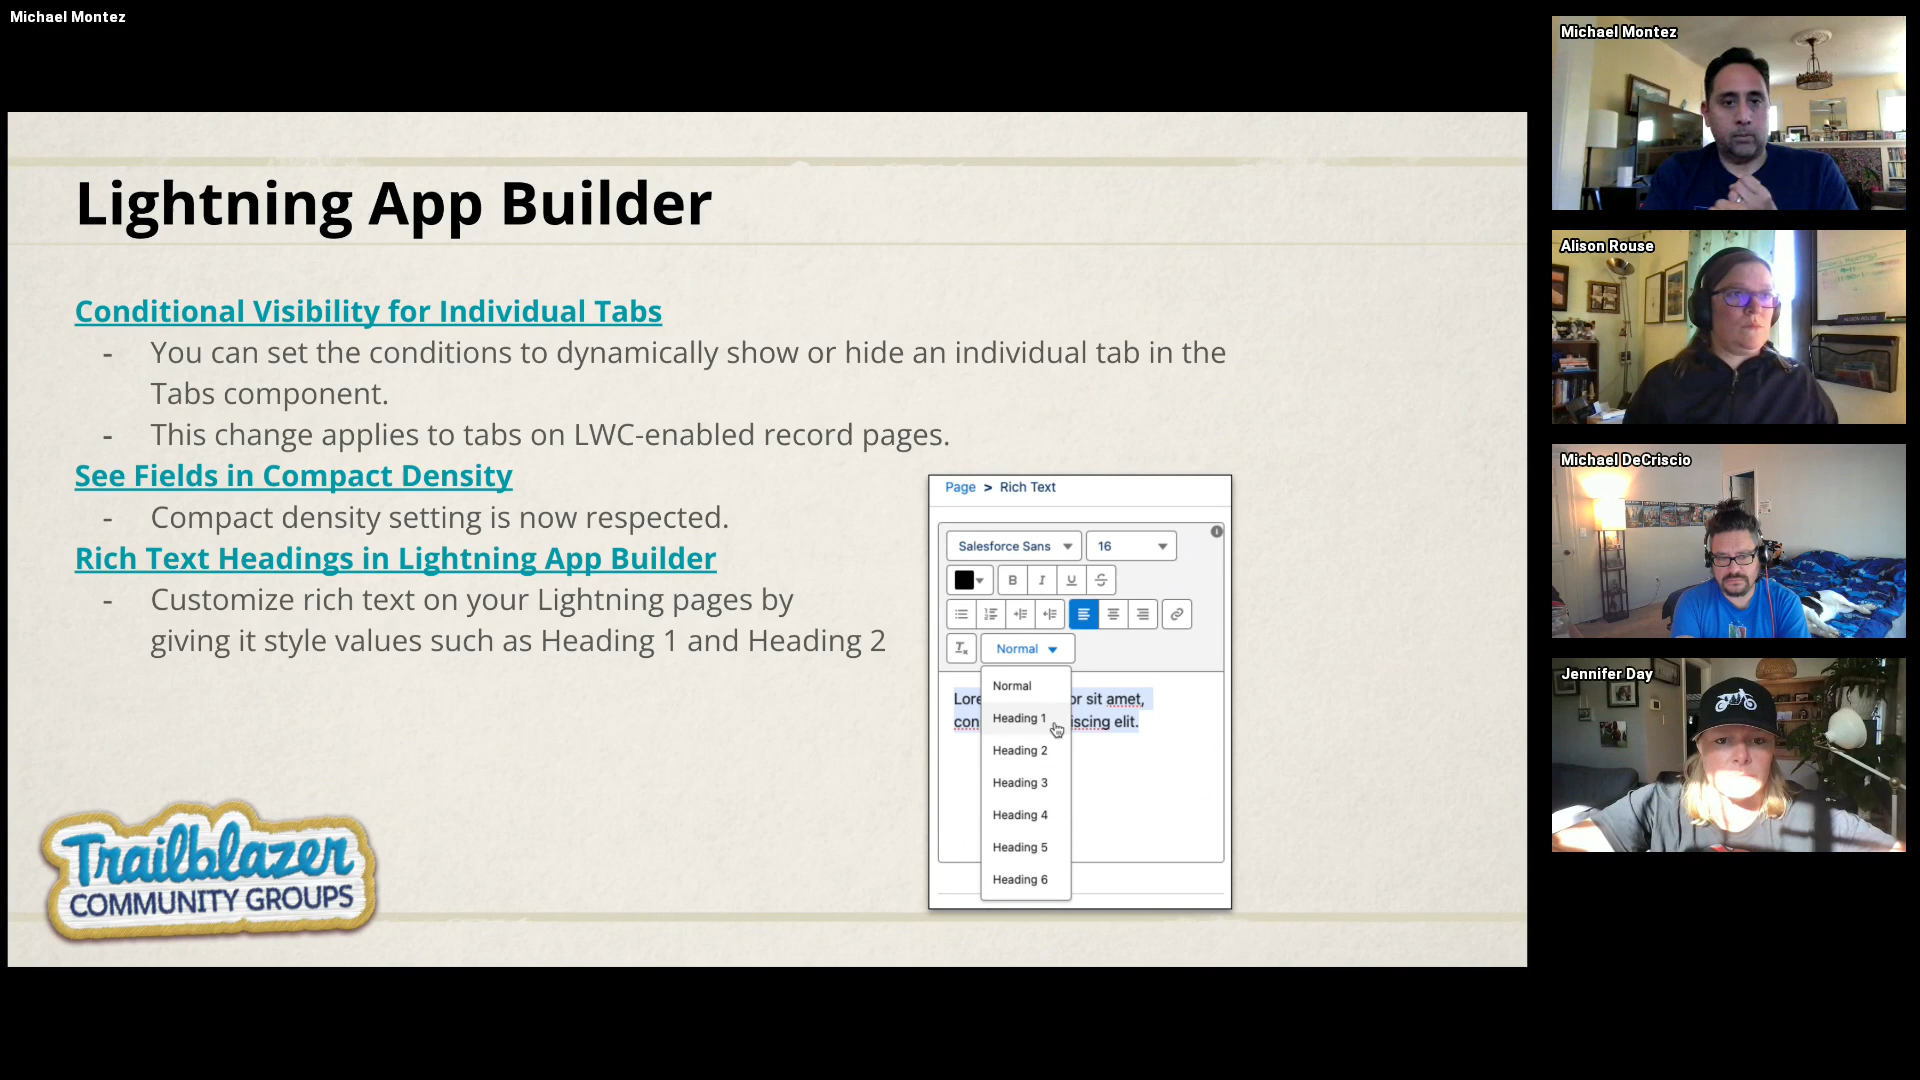 Michael Montez
Lightning App Builder
Conditional Visibility for Individual Tabs
- You can set the conditions to dynamically show or hide an individual tab in the
Tabs component.
- This change applies to tabs on LWC-enabled record pages.
See Fields in Compact Density
- Compact density setting is now respected.
Rich Text Headings in Lightning App Builder
- Customize rich text on your Lightning pages by
giving it style values such as Heading 1 and Heading 2
Page > Rich Text
Salesforce Sans
16
B I U S
Normal
Lore or sit amet,
con iscing elit.
Normal
Heading 1
Heading 2
Heading 3
Heading 4
Heading 5
Heading 6
Trailblazer
COMMUNITY GROUPS
Michael Montez
Alison Rouse
Michael DeCriscio
Jennifer Day